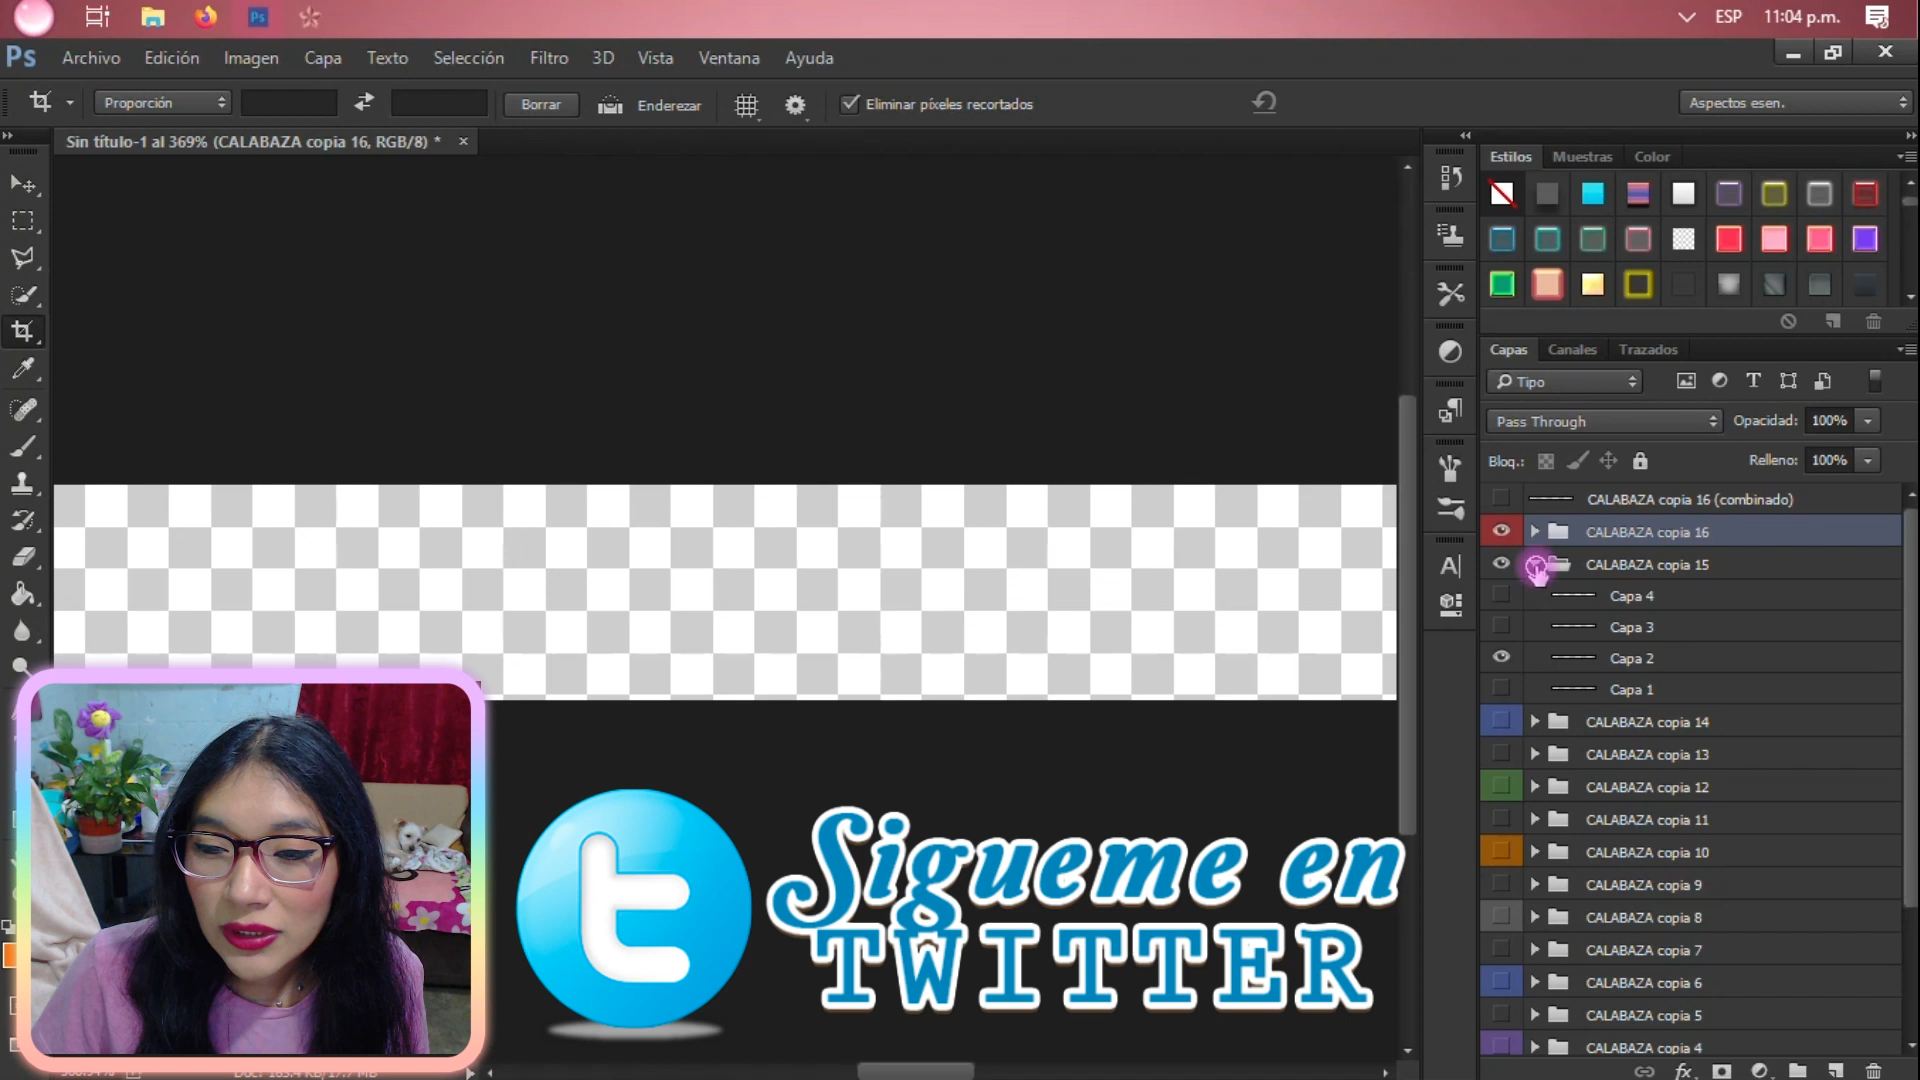 ESP 11:04 p.m.
Ps Archivo Edición Imagen Capa Texto Selección Filtro 3D Vista Ventana Ayuda
Proporción Borrar Enderezar Eliminar píxeles recortados Aspectos esen.
Sin título-1 al 369% (CALABAZA copia 16, RGB/8) * ×
Estilos Muestras Color
Capas Canales Trazados
Tipo
Pass Through Opacidad: 100%
Bloq.: Relleno: 100%
CALABAZA copia 16 (combinado)
CALABAZA copia 16
CALABAZA copia 15
Capa 4
Capa 3
Capa 2
Capa 1
CALABAZA copia 14
CALABAZA copia 13
CALABAZA copia 12
CALABAZA copia 11
CALABAZA copia 10
CALABAZA copia 9
CALABAZA copia 8
CALABAZA copia 7
CALABAZA copia 6
CALABAZA copia 5
CALABAZA copia 4
t
Sigueme en
TWITTER
fx